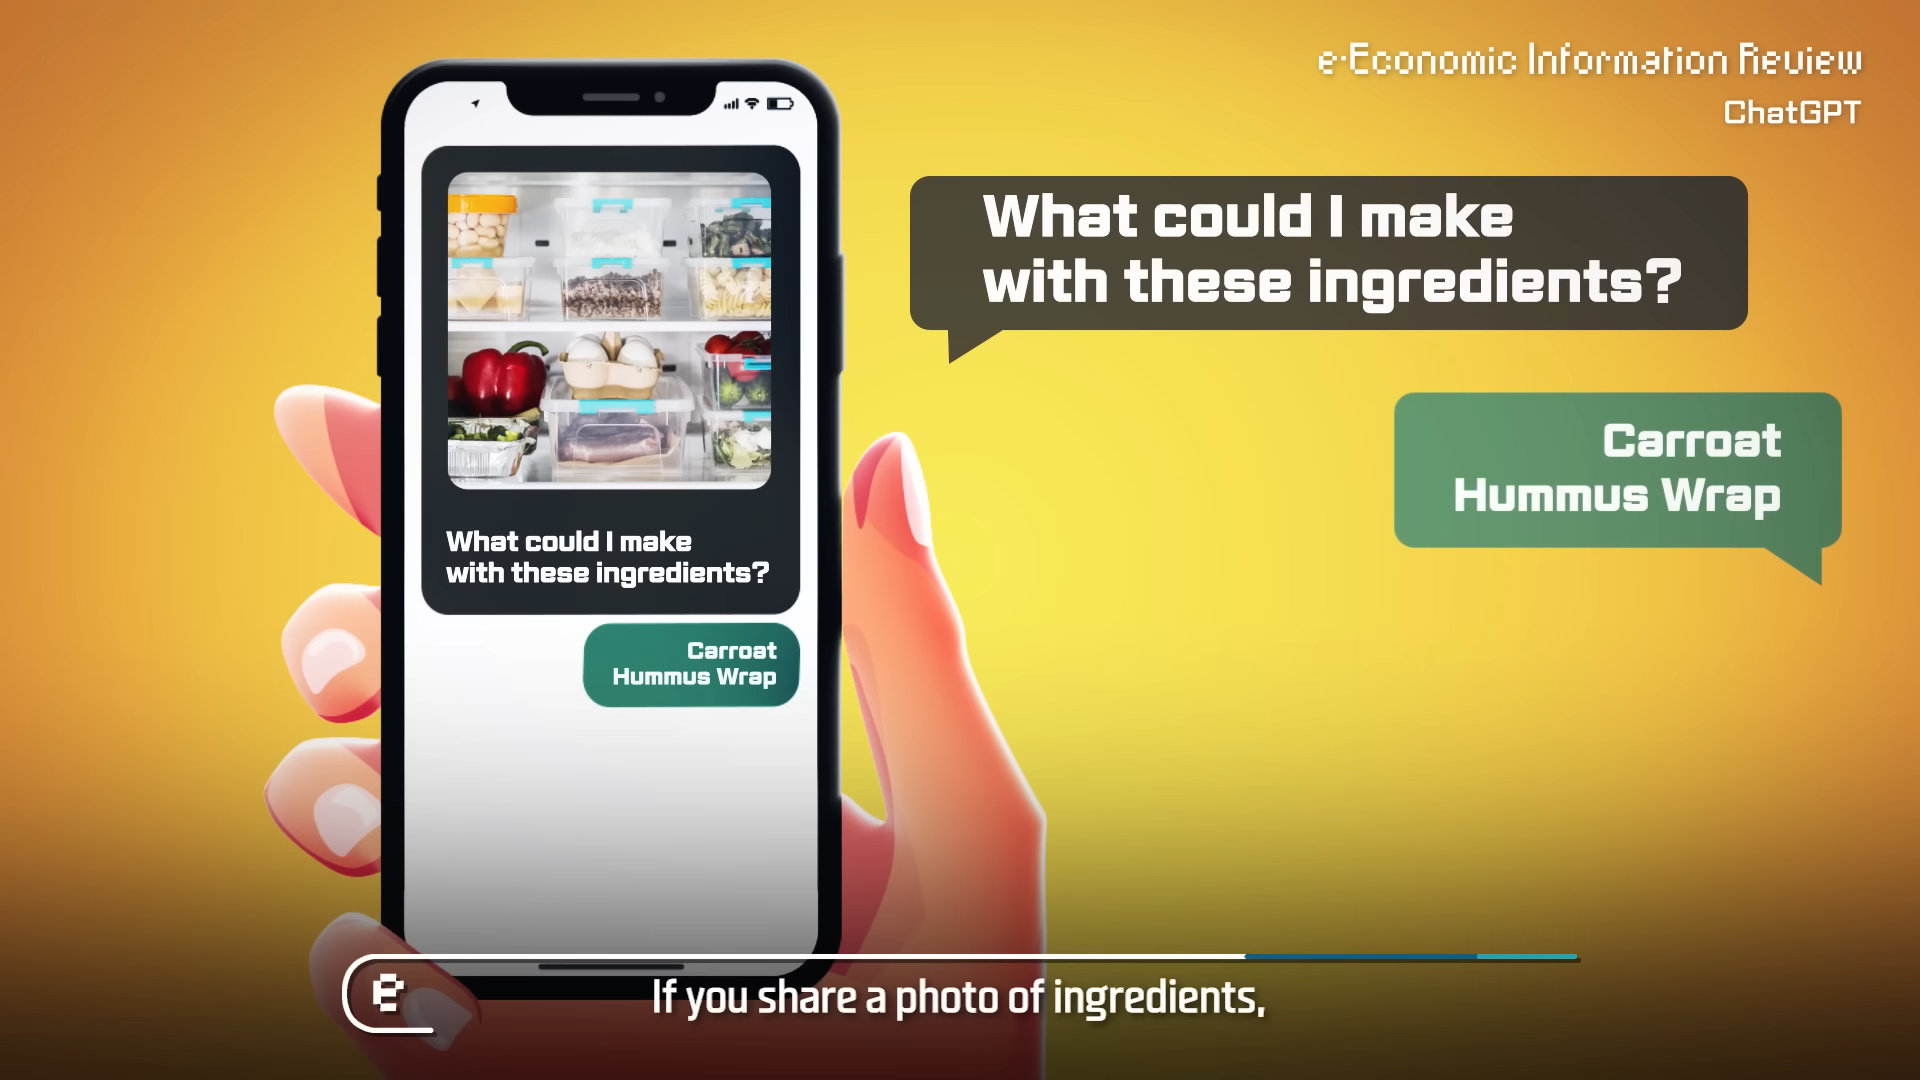 e·Economic Information Review
ChatGPT
What could I make
with these ingredients?
Carroat
Hummus Wrap
What could I make
with these ingredients?
Carroat
Hummus Wrap
e
If you share a photo of ingredients,